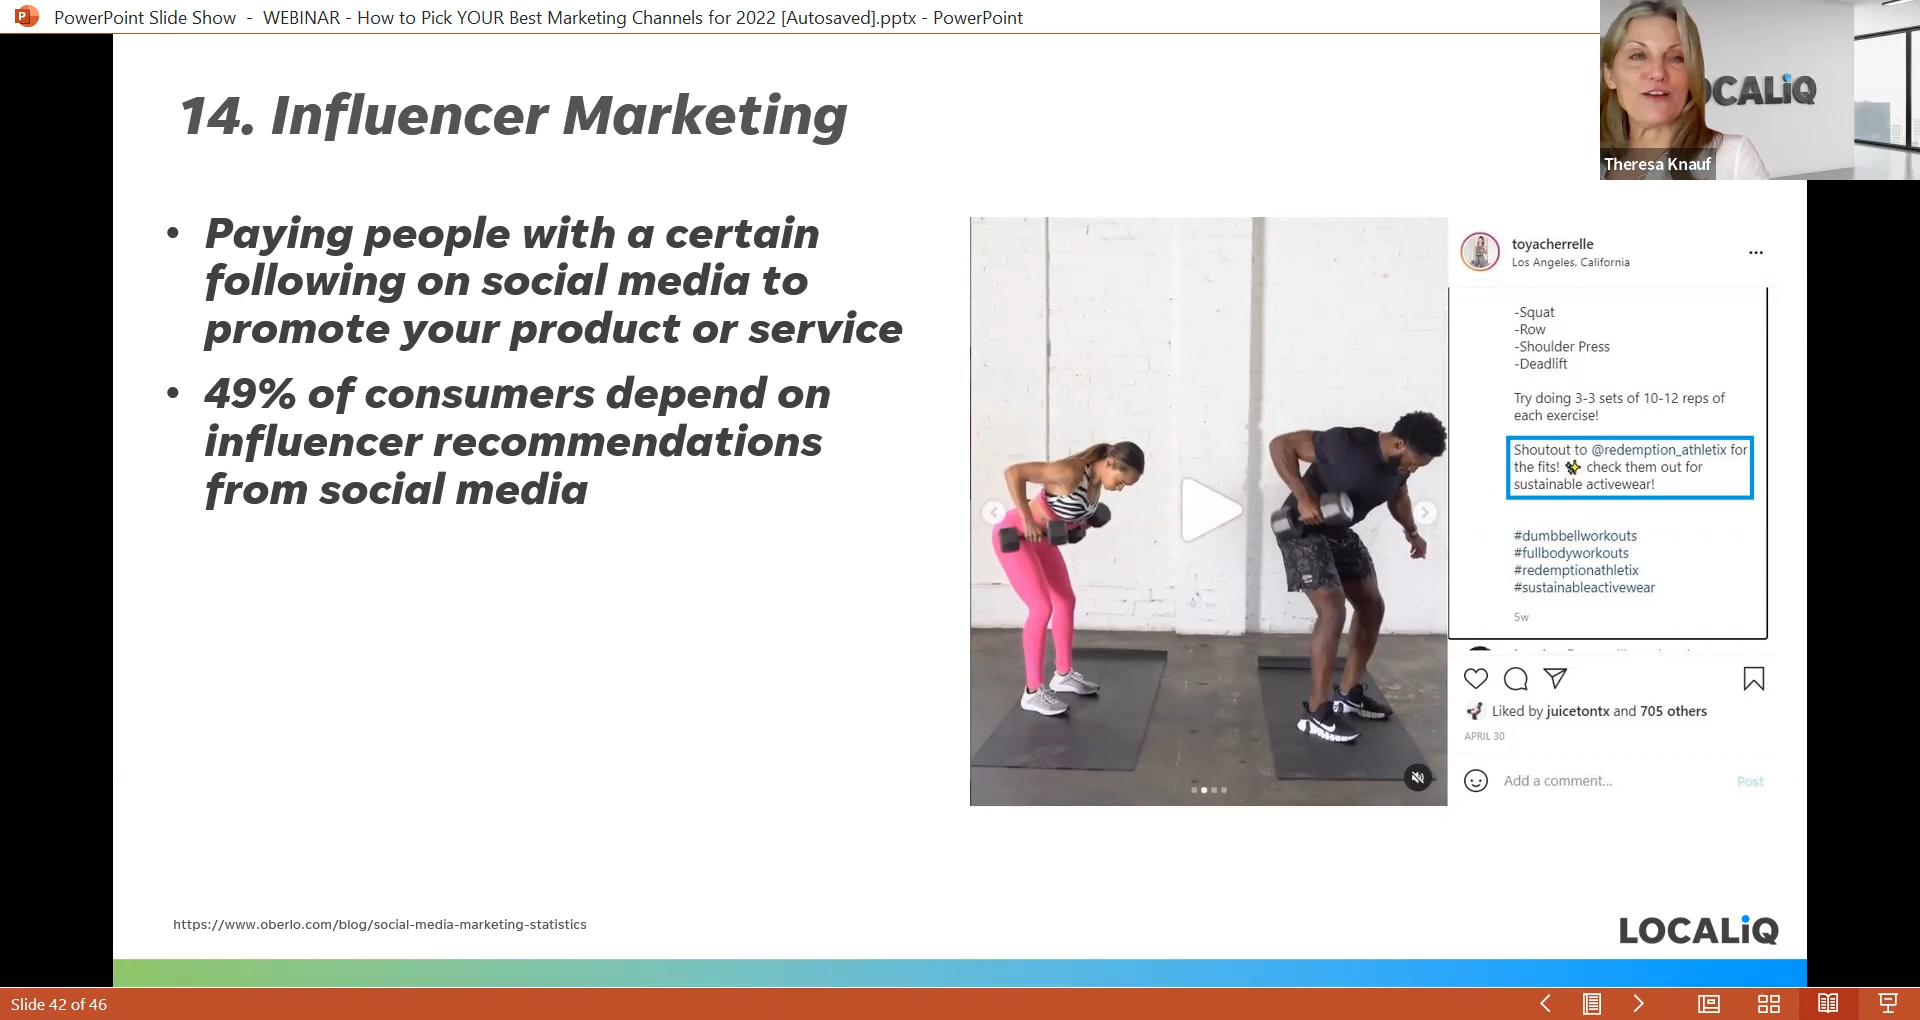 PowerPoint Slide Show - WEBINAR - How to Pick YOUR Best Marketing Channels for 2022 [Autosaved].pptx - PowerPoint
OCALiQ
Theresa Knauf
14. Influencer Marketing
• Paying people with a certain
following on social media to
promote your product or service
• 49% of consumers depend on
influencer recommendations
from social media
toyacherrelle
Los Angeles, California
-Squat
-Row
-Shoulder Press
-Deadlift
Try doing 3-3 sets of 10-12 reps of
each exercise!
Shoutout to @redemption_athletix for
the fits! ✨ check them out for
sustainable activewear!
#dumbbellworkouts
#fullbodyworkouts
#redemptionathletix
#sustainableactivewear
5w
Liked by juicetontx and 705 others
APRIL 30
Add a comment...
Post
https://www.oberlo.com/blog/social-media-marketing-statistics
LOCALiQ
Slide 42 of 46